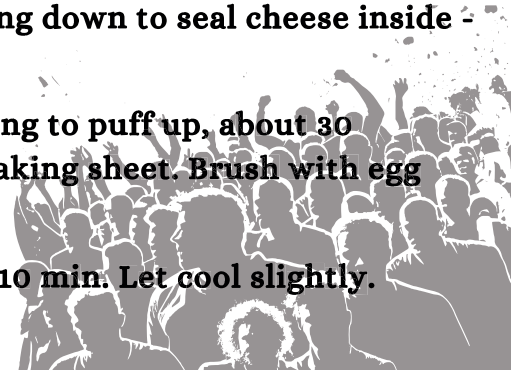 ng down to seal cheese inside -
ng to puff up, about 30
aking sheet. Brush with egg
10 min. Let cool slightly.